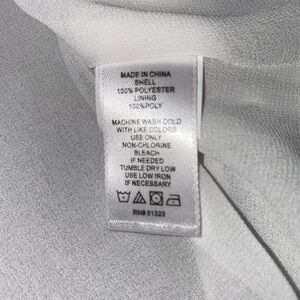 MADE IN CHINA
SHELL
100% POLYESTER
LINING
100%POLY
MACHINE WASH COLD
WITH LIKE COLORS
USE ONLY
NON-CHLORINE
BLEACH
IF NEEDED
TUMBLE DRY LOW
USE LOW IRON
IF NECESSARY
RN# 51323